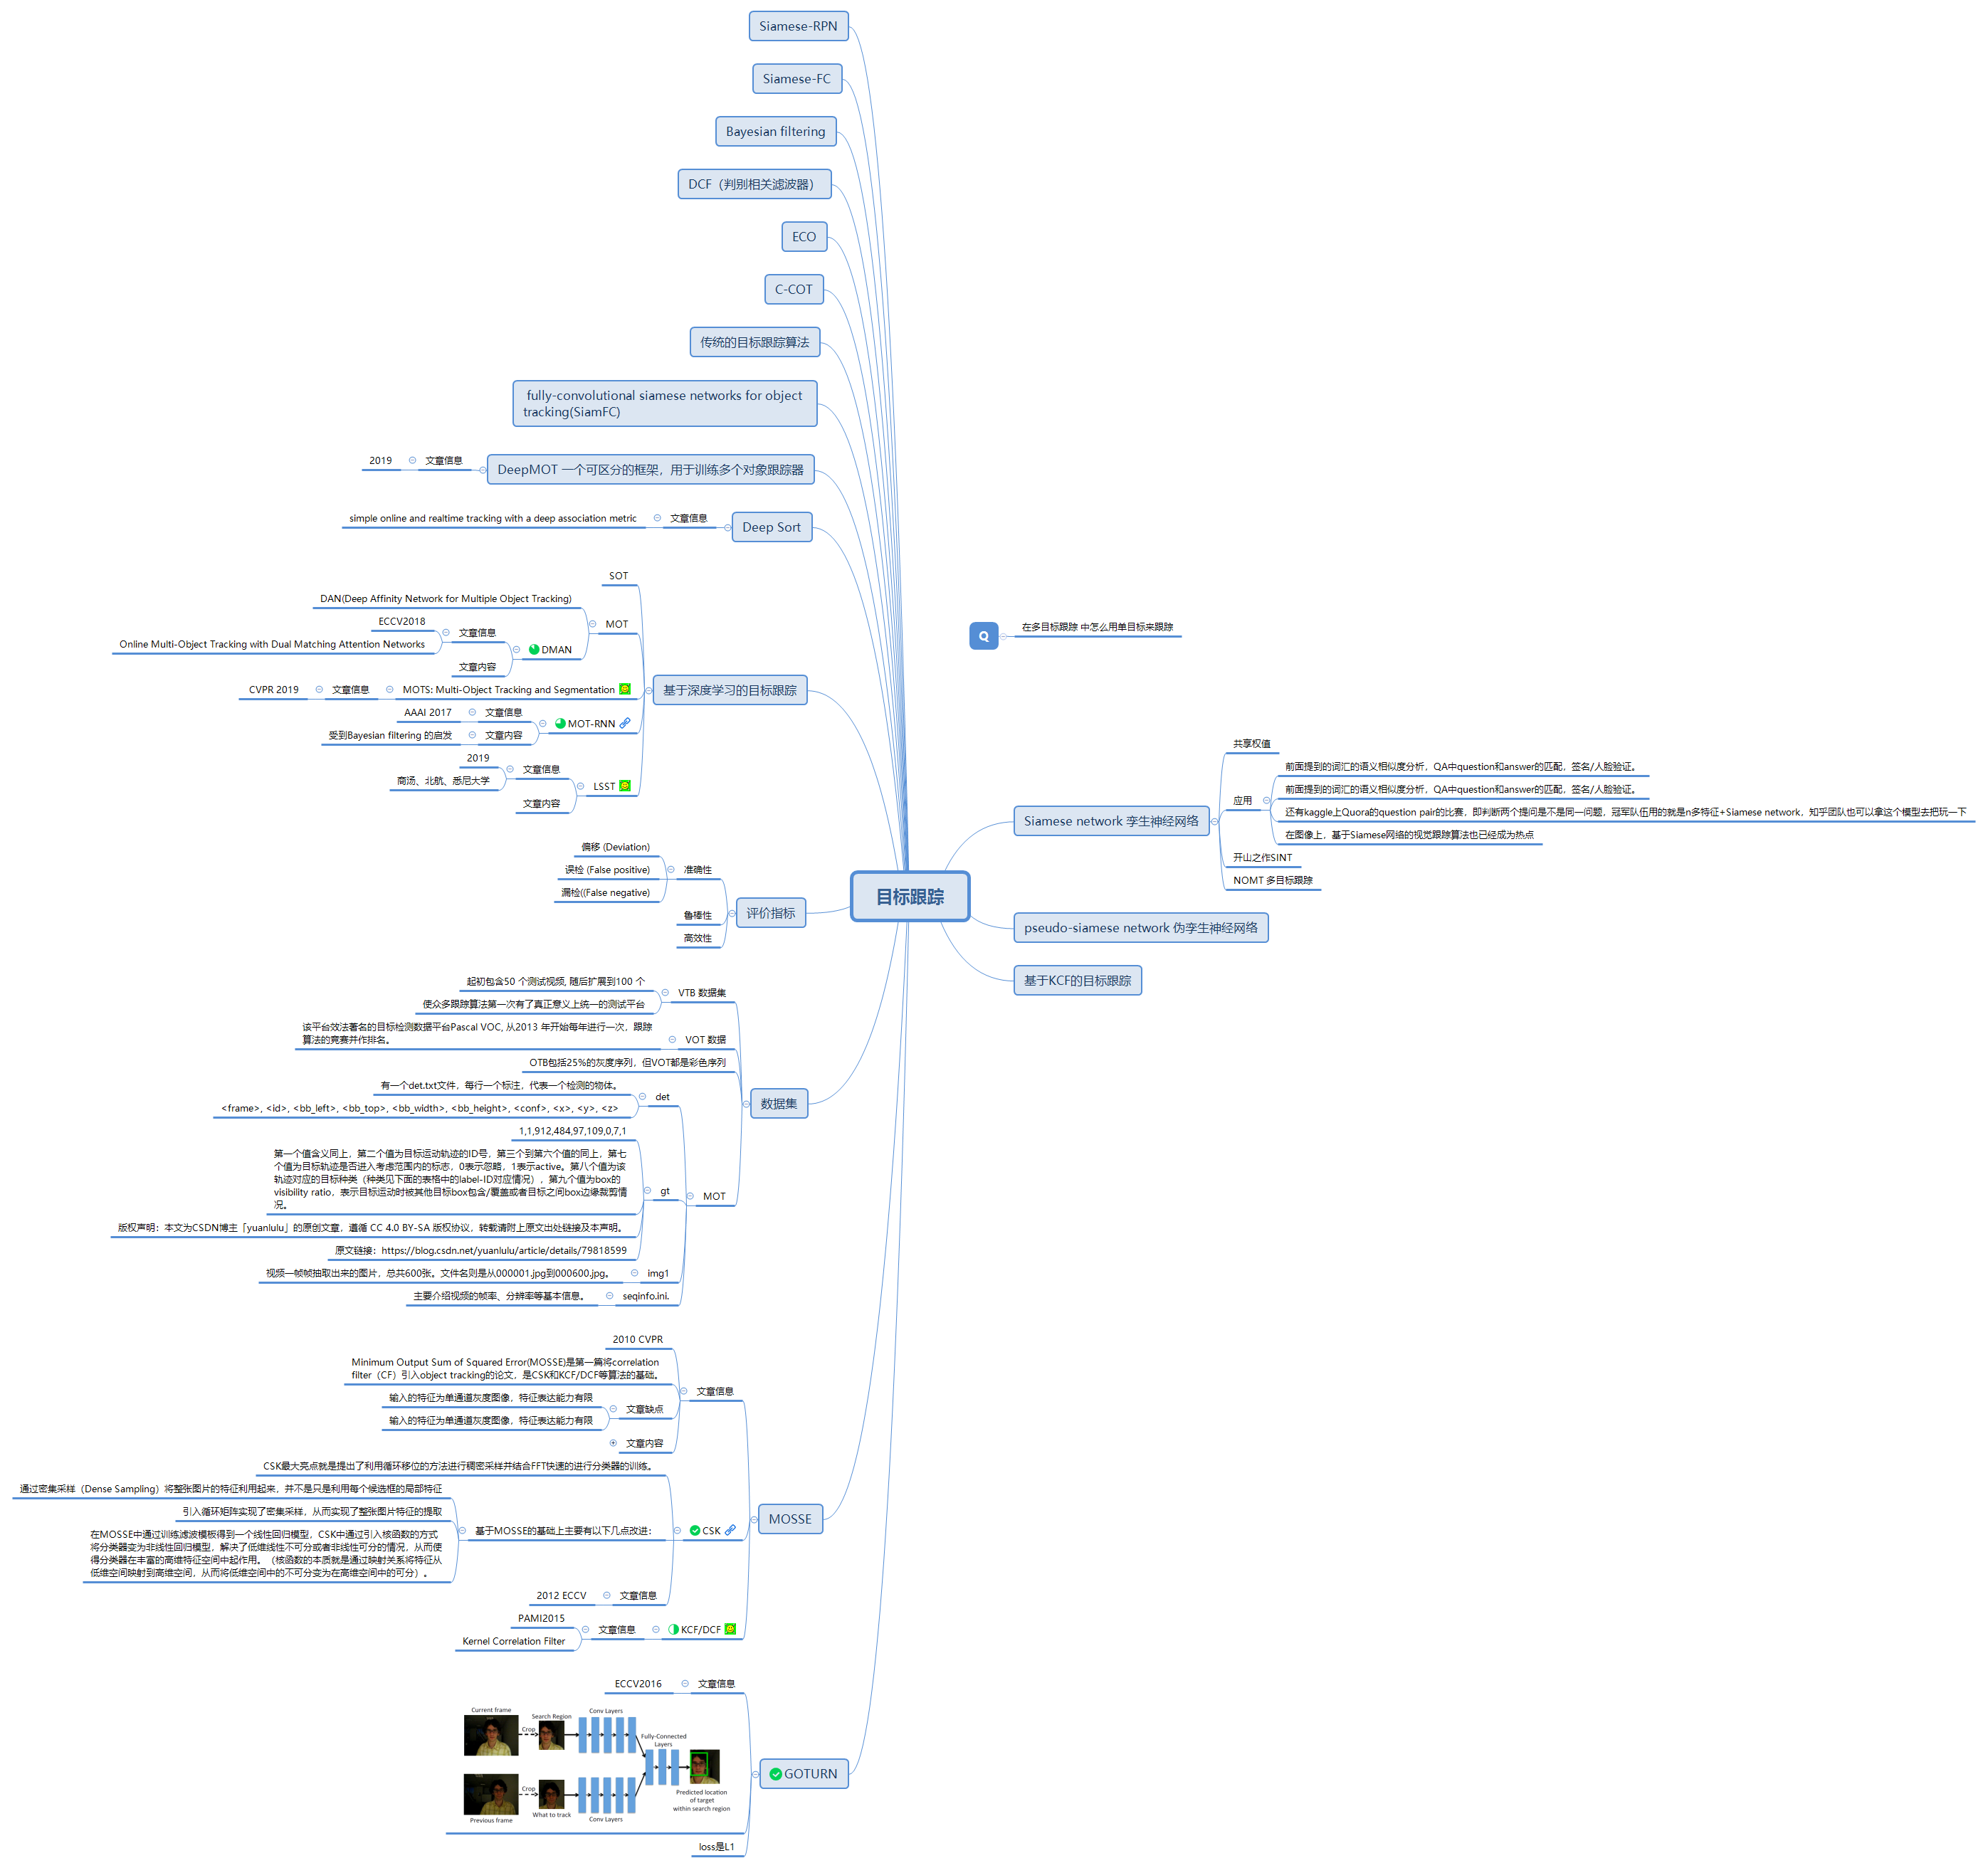 Siamese-RPN
Siamese-FC
Bayesian filtering
DCF（判别相关滤波器）
ECO
C-COT
传统的目标跟踪算法
fully-convolutional siamese networks for object
tracking(SiamFC)
DeepMOT 一个可区分的框架，用于训练多个对象跟踪器
文章信息
2019
Deep Sort
文章信息
simple online and realtime tracking with a deep association metric
基于深度学习的目标跟踪
SOT
MOT
DAN(Deep Affinity Network for Multiple Object Tracking)
DMAN
文章信息
ECCV2018
Online Multi-Object Tracking with Dual Matching Attention Networks
文章内容
MOTS: Multi-Object Tracking and Segmentation
文章信息
CVPR 2019
MOT-RNN
文章信息
AAAI 2017
文章内容
受到Bayesian filtering 的启发
LSST
文章信息
2019
商汤、北航、悉尼大学
文章内容
评价指标
准确性
偏移 (Deviation)
误检 (False positive)
漏检((False negative)
鲁棒性
高效性
数据集
VTB 数据集
起初包含50 个测试视频, 随后扩展到100 个
使众多跟踪算法第一次有了真正意义上统一的测试平台
VOT 数据
该平台效法著名的目标检测数据平台Pascal VOC, 从2013 年开始每年进行一次，跟踪
算法的竞赛并作排名。
OTB包括25%的灰度序列，但VOT都是彩色序列
MOT
det
有一个det.txt文件，每行一个标注，代表一个检测的物体。
<frame>, <id>, <bb_left>, <bb_top>, <bb_width>, <bb_height>, <conf>, <x>, <y>, <z>
gt
1,1,912,484,97,109,0,7,1
第一个值含义同上，第二个值为目标运动轨迹的ID号，第三个到第六个值的同上，第七
个值为目标轨迹是否进入考虑范围内的标志，0表示忽略，1表示active。第八个值为该
轨迹对应的目标种类（种类见下面的表格中的label-ID对应情况），第九个值为box的
visibility ratio，表示目标运动时被其他目标box包含/覆盖或者目标之间box边缘裁剪情
况。
版权声明：本文为CSDN博主「yuanlulu」的原创文章，遵循 CC 4.0 BY-SA 版权协议，转载请附上原文出处链接及本声明。
原文链接：https://blog.csdn.net/yuanlulu/article/details/79818599
img1
视频一帧帧抽取出来的图片，总共600张。文件名则是从000001.jpg到000600.jpg。
seqinfo.ini.
主要介绍视频的帧率、分辨率等基本信息。
MOSSE
文章信息
2010 CVPR
Minimum Output Sum of Squared Error(MOSSE)是第一篇将correlation
filter（CF）引入object tracking的论文，是CSK和KCF/DCF等算法的基础。
文章缺点
输入的特征为单通道灰度图像，特征表达能力有限
输入的特征为单通道灰度图像，特征表达能力有限
文章内容
CSK
CSK最大亮点就是提出了利用循环移位的方法进行稠密采样并结合FFT快速的进行分类器的训练。
基于MOSSE的基础上主要有以下几点改进：
通过密集采样（Dense Sampling）将整张图片的特征利用起来，并不是只是利用每个候选框的局部特征
引入循环矩阵实现了密集采样，从而实现了整张图片特征的提取
在MOSSE中通过训练滤波模板得到一个线性回归模型，CSK中通过引入核函数的方式
将分类器变为非线性回归模型，解决了低维线性不可分或者非线性可分的情况，从而使
得分类器在丰富的高维特征空间中起作用。（核函数的本质就是通过映射关系将特征从
低维空间映射到高维空间，从而将低维空间中的不可分变为在高维空间中的可分）。
文章信息
2012 ECCV
KCF/DCF
文章信息
PAMI2015
Kernel Correlation Filter
GOTURN
文章信息
ECCV2016
Current frame
Crop
Search Region
Conv Layers
Fully-Connected
Layers
Previous frame
Crop
What to track
Conv Layers
Predicted location
of target
within search region
loss是L1
目标跟踪
Q
在多目标跟踪 中怎么用单目标来跟踪
Siamese network 孪生神经网络
共享权值
应用
前面提到的词汇的语义相似度分析，QA中question和answer的匹配，签名/人脸验证。
前面提到的词汇的语义相似度分析，QA中question和answer的匹配，签名/人脸验证。
还有kaggle上Quora的question pair的比赛，即判断两个提问是不是同一问题，冠军队伍用的就是n多特征+Siamese network，知乎团队也可以拿这个模型去把玩一下
在图像上，基于Siamese网络的视觉跟踪算法也已经成为热点
开山之作SINT
NOMT 多目标跟踪
pseudo-siamese network 伪孪生神经网络
基于KCF的目标跟踪